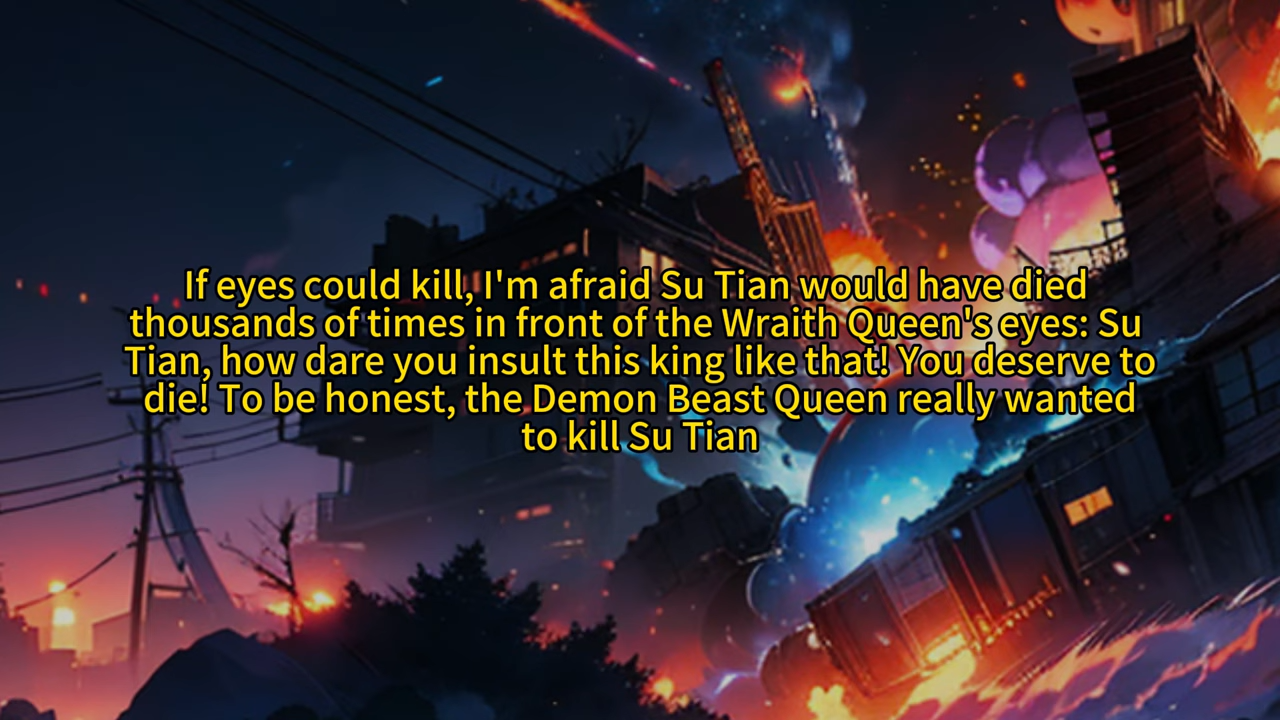 If eyes could kill, I'm afraid Su Tian would have died
thousands of times in front of the Wraith Queen's eyes: Su
Tian, how dare you insult this king like that! You deserve to
die! To be honest, the Demon Beast Queen really wanted
to kill Su Tian